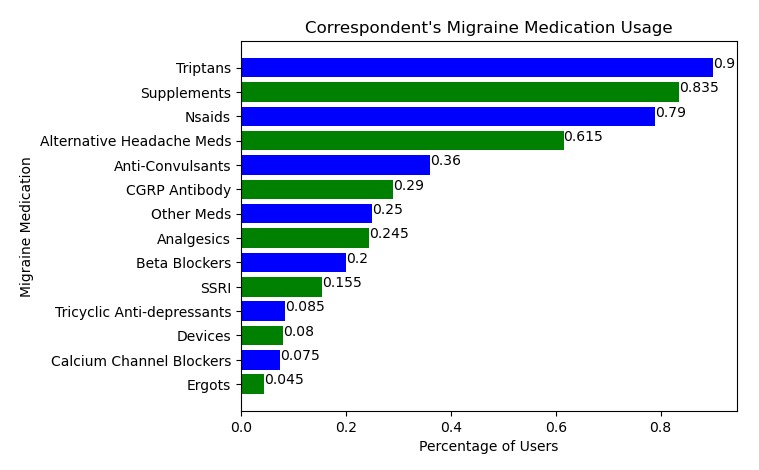 Correspondent's Migraine Medication Usage
Triptans 0.9
Supplements 0.835
Nsaids 0.79
Alternative Headache Meds 0.615
Anti-Convulsants 0.36
CGRP Antibody 0.29
Other Meds 0.25
Analgesics 0.245
Beta Blockers 0.2
SSRI 0.155
Tricyclic Anti-depressants 0.085
Devices 0.08
Calcium Channel Blockers 0.075
Ergots 0.045
Migraine Medication
0.0 0.2 0.4 0.6 0.8
Percentage of Users